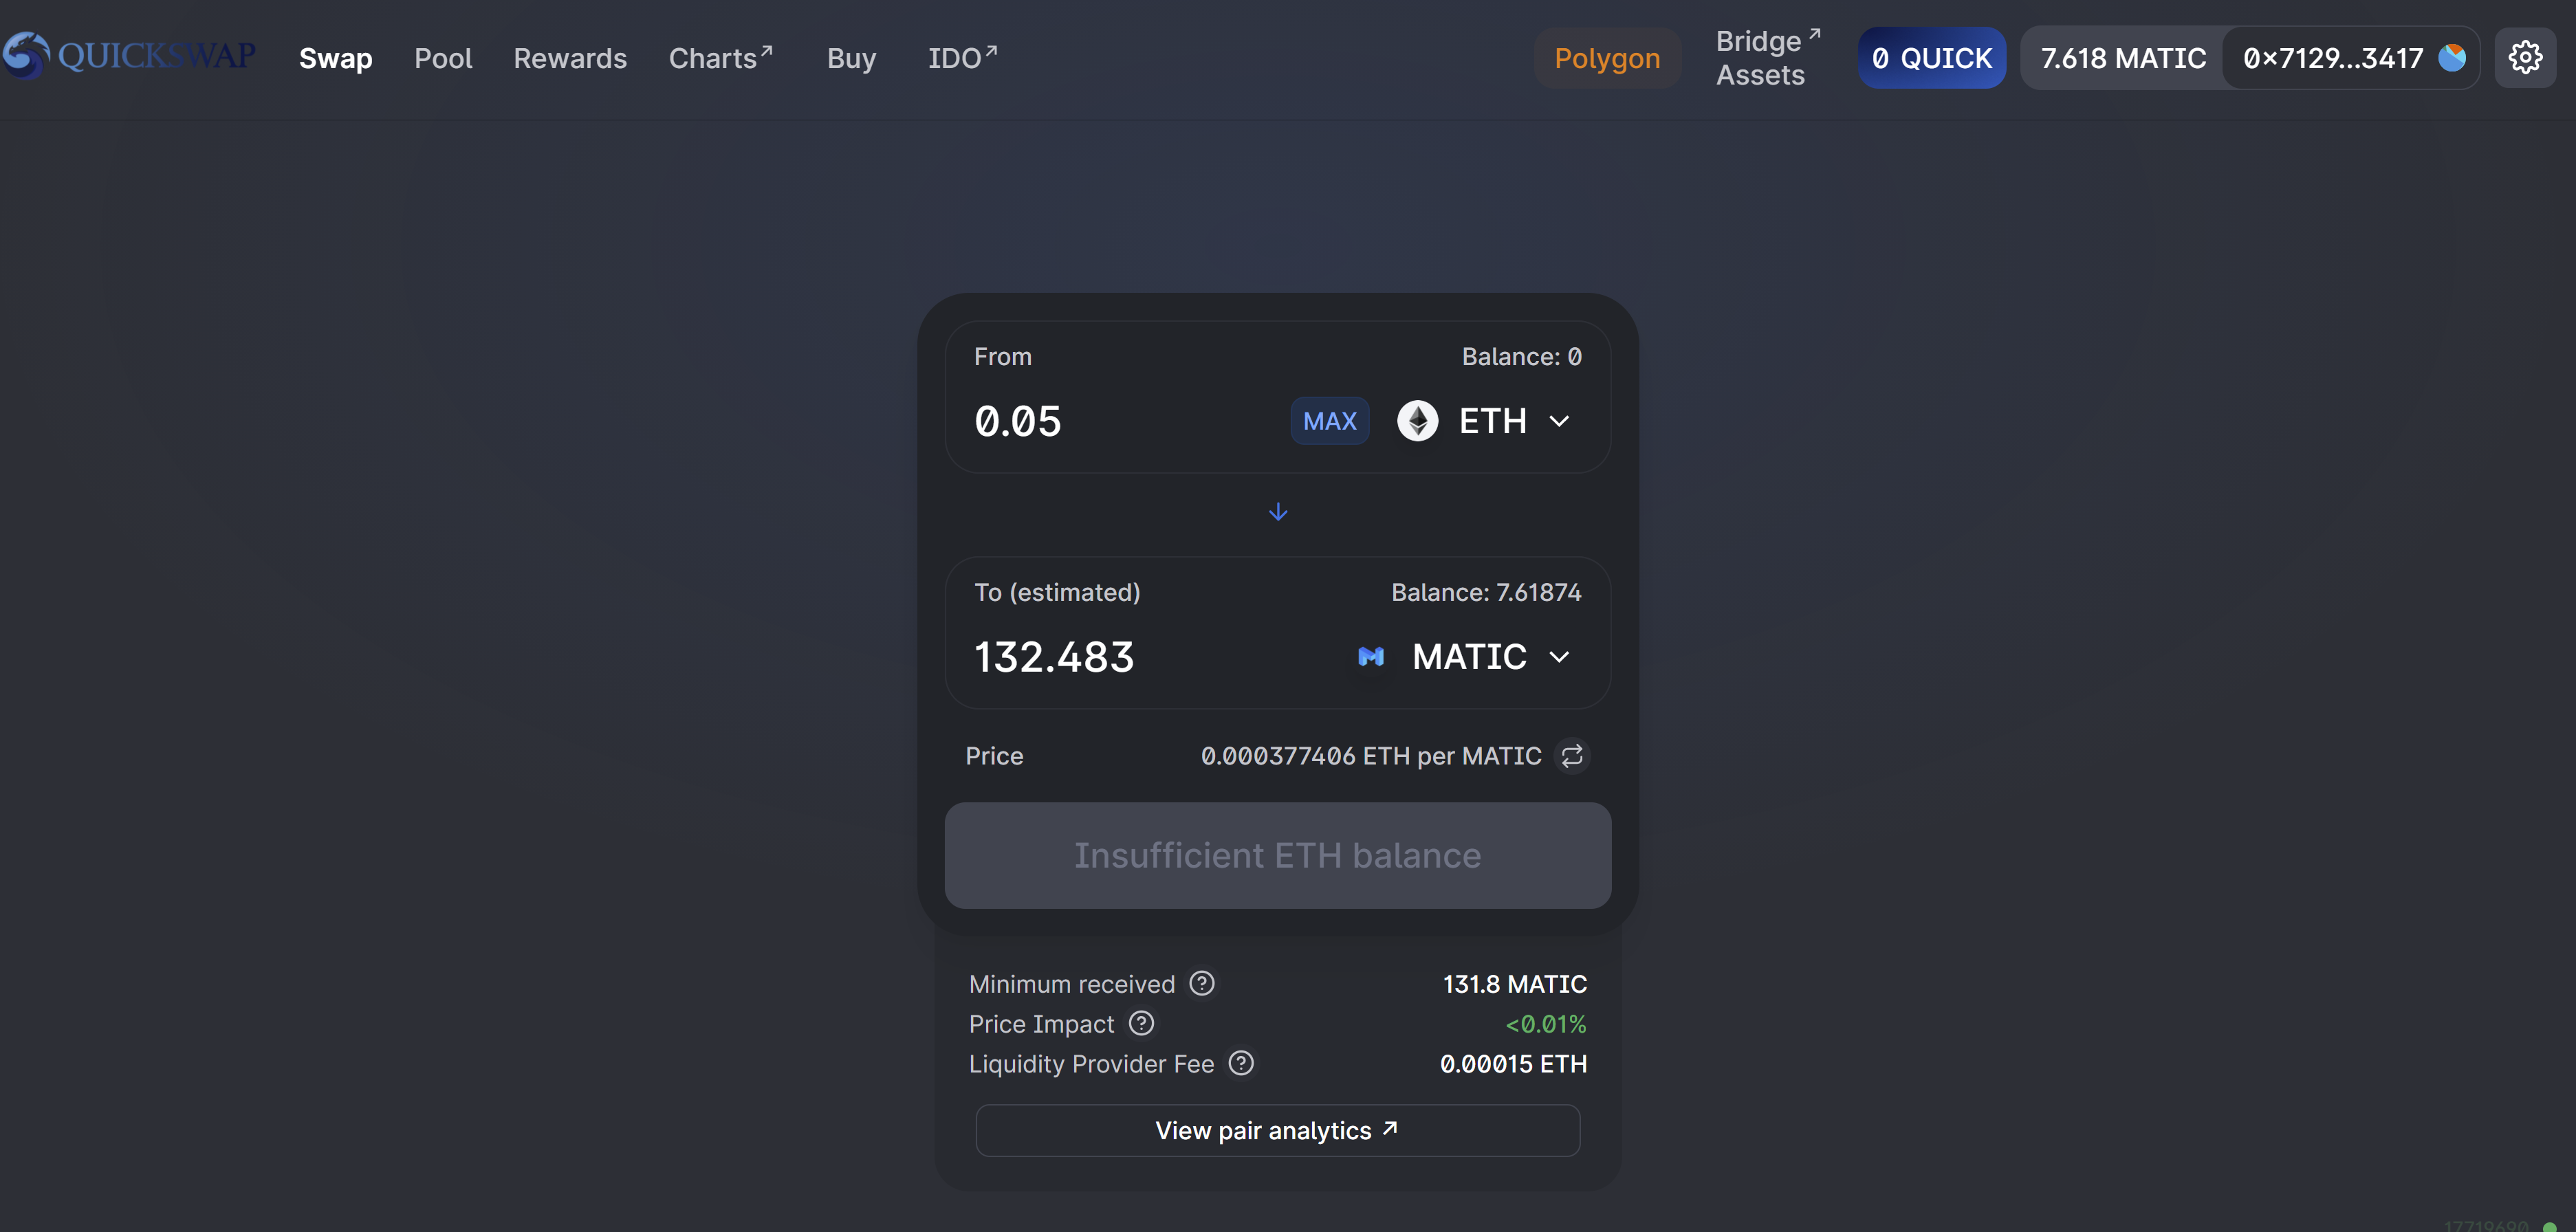 QUICKSWAP
Swap Pool Rewards Charts↗ Buy IDO↗
Polygon
Bridge↗
Assets
0 QUICK
7.618 MATIC
0x7129...3417
From Balance: 0
0.05 MAX ETH
↓
To (estimated) Balance: 7.61874
132.483 MATIC
Price 0.000377406 ETH per MATIC
Insufficient ETH balance
Minimum received ? 131.8 MATIC
Price Impact ? <0.01%
Liquidity Provider Fee ? 0.00015 ETH
View pair analytics ↗
17719690